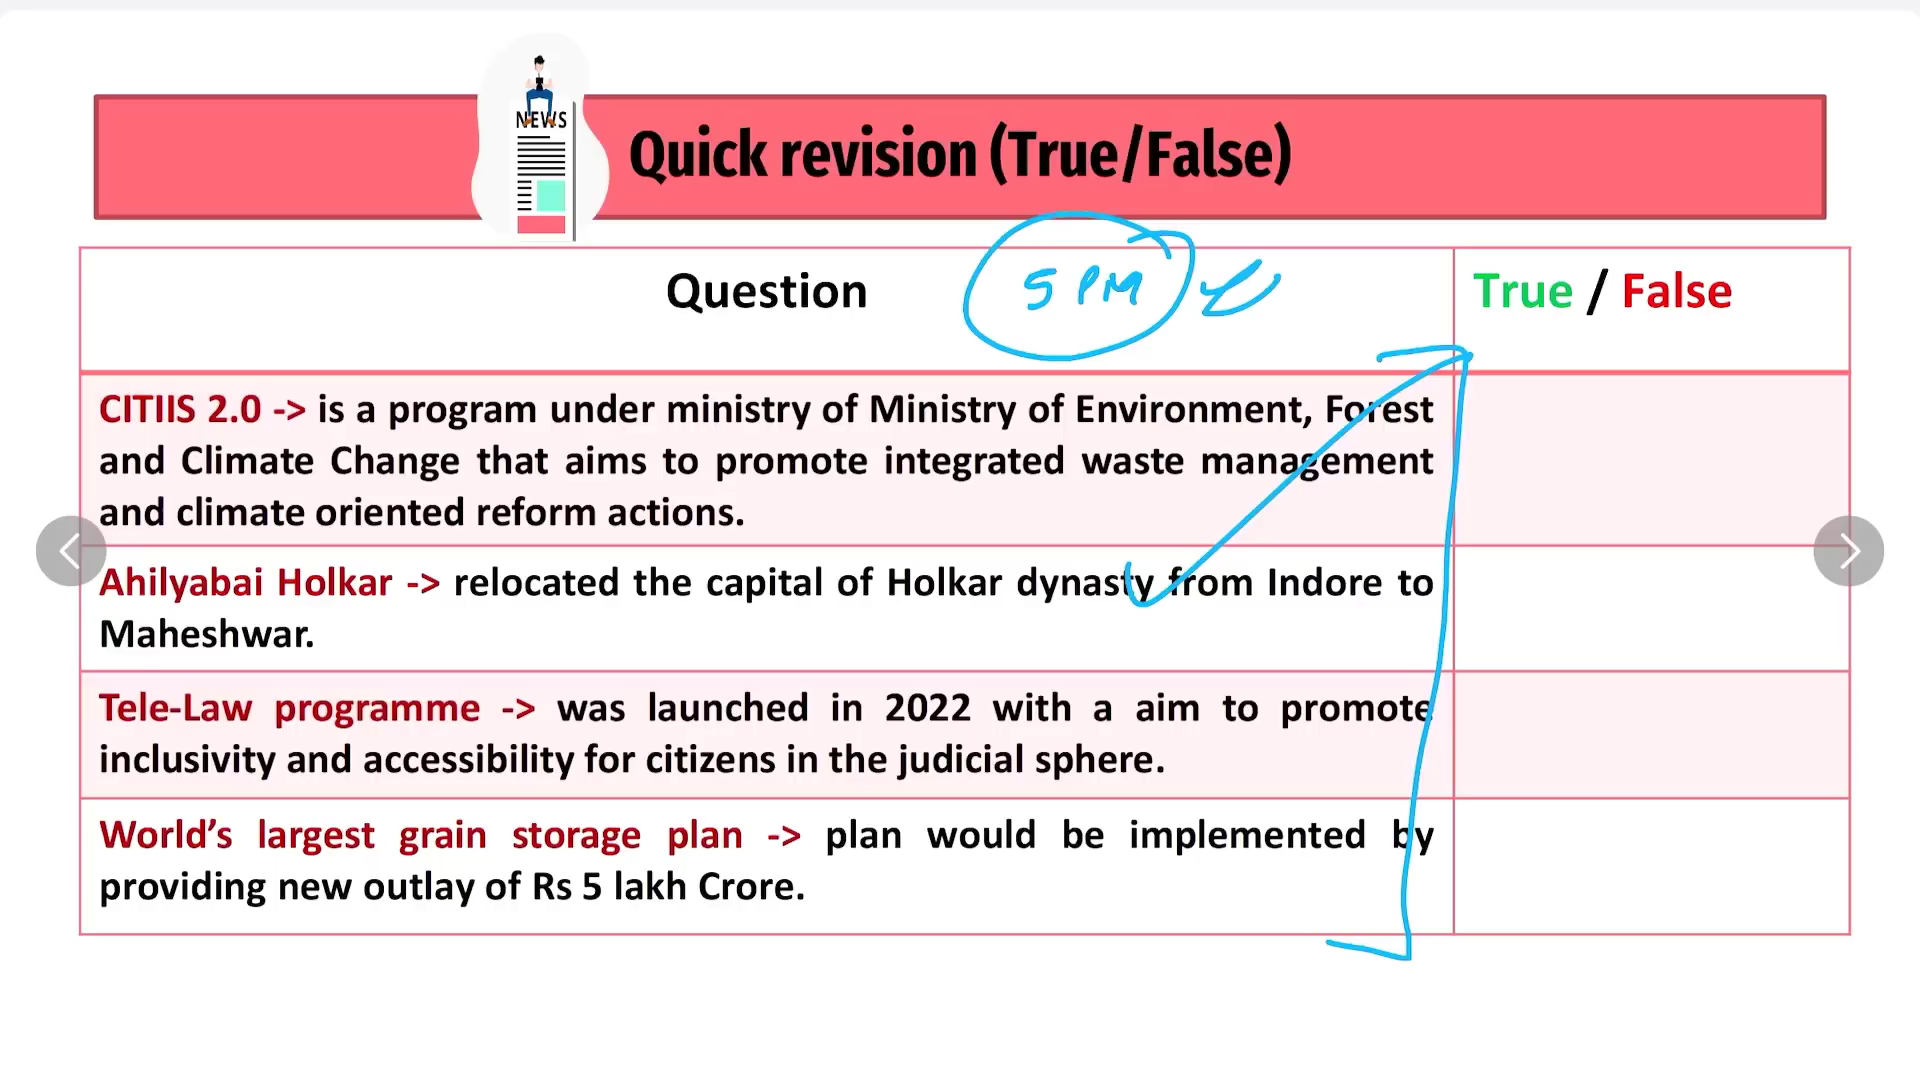 NEWS
Quick revision (True/False)
Question 5 PM True / False
CITIIS 2.0 -> is a program under ministry of Ministry of Environment, Forest
and Climate Change that aims to promote integrated waste management
and climate oriented reform actions.
Ahilyabai Holkar -> relocated the capital of Holkar dynasty from Indore to
Maheshwar.
Tele-Law programme -> was launched in 2022 with a aim to promote
inclusivity and accessibility for citizens in the judicial sphere.
World’s largest grain storage plan -> plan would be implemented by
providing new outlay of Rs 5 lakh Crore.